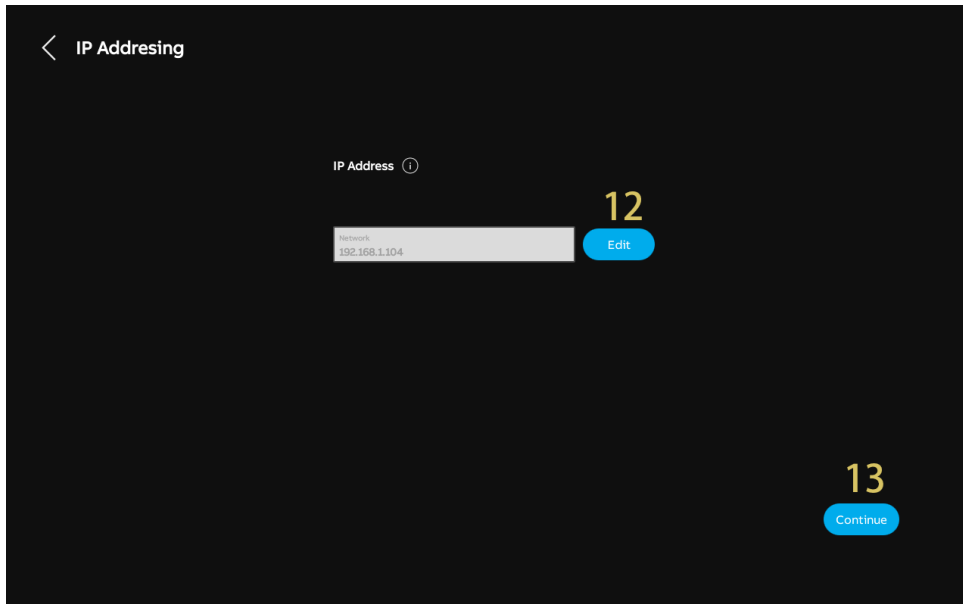 IP Addresing
IP Address i
12
Network
192.168.1.104
Edit
13
Continue